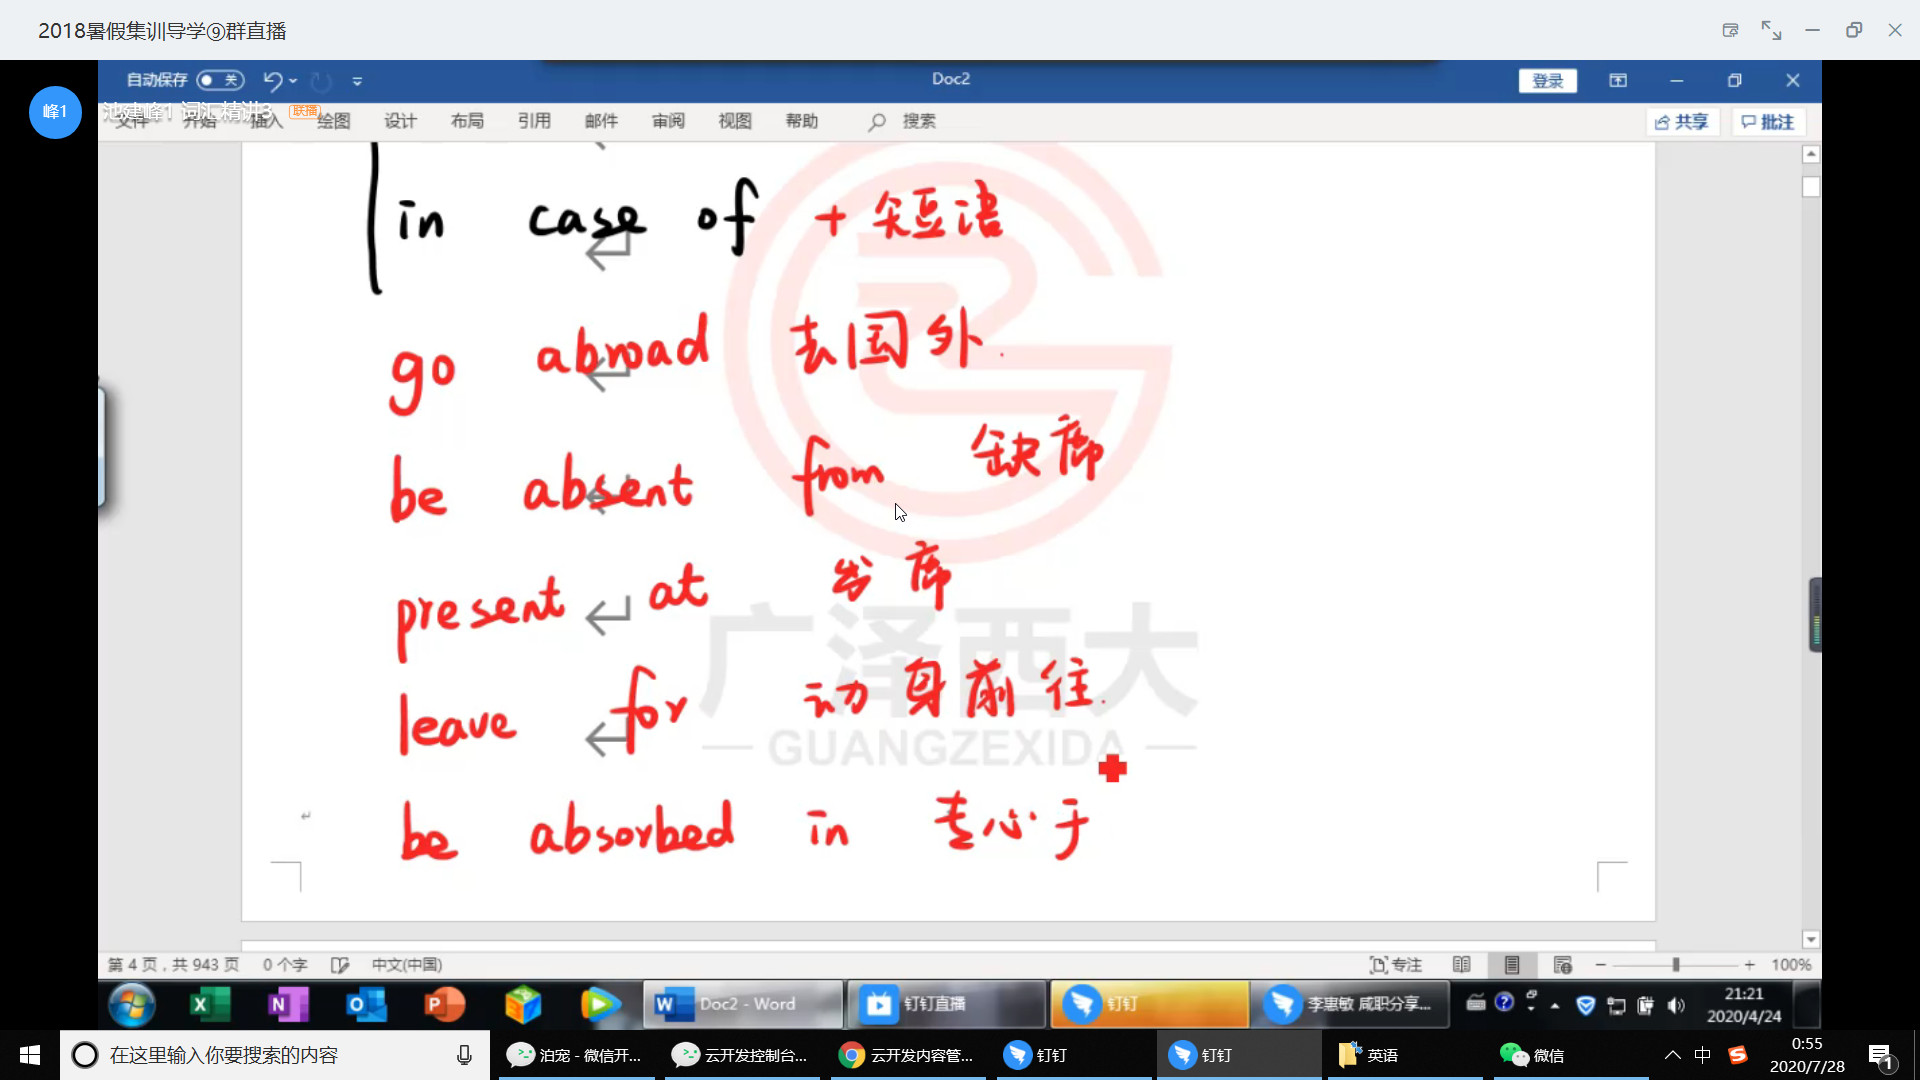 2018暑假集训导学⑨群直播
自动保存 关 Doc2 登录
峰1 池建峰1 词汇精讲3 联播
文件 开始 插入 绘图 设计 布局 引用 邮件 审阅 视图 帮助 搜索 共享 批注
in case of + 短语
go abroad 去国外.
be absent from 缺席
present at 出席
leave for 动身前往.
be absorbed in 专心于
广泽西大
— GUANGZEXIDA —
第 4 页，共 943 页 0 个字 中文(中国) 专注 100%
Doc2 - Word 钉钉直播 钉钉 李惠敏 咸职分享... 21:21
2020/4/24
在这里输入你要搜索的内容 泊宠 - 微信开... 云开发控制台... 云开发内容管... 钉钉 钉钉 英语 微信 中 0:55
2020/7/28 1